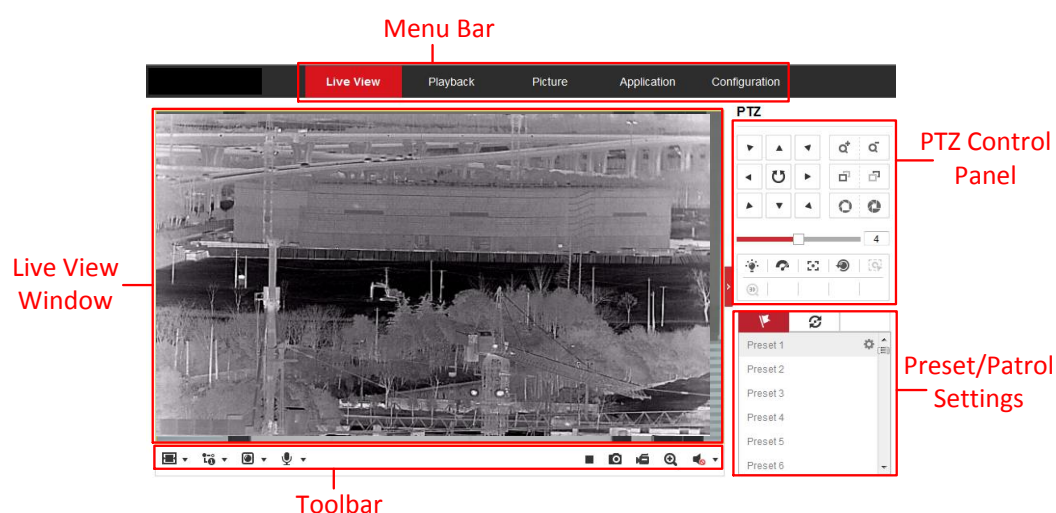 Menu Bar
Live View Playback Picture Application Configuration
PTZ
PTZ Control
Panel
4
Live View
Window
Preset 1
Preset 2
Preset 3
Preset 4
Preset 5
Preset 6
Preset/Patrol
Settings
Toolbar